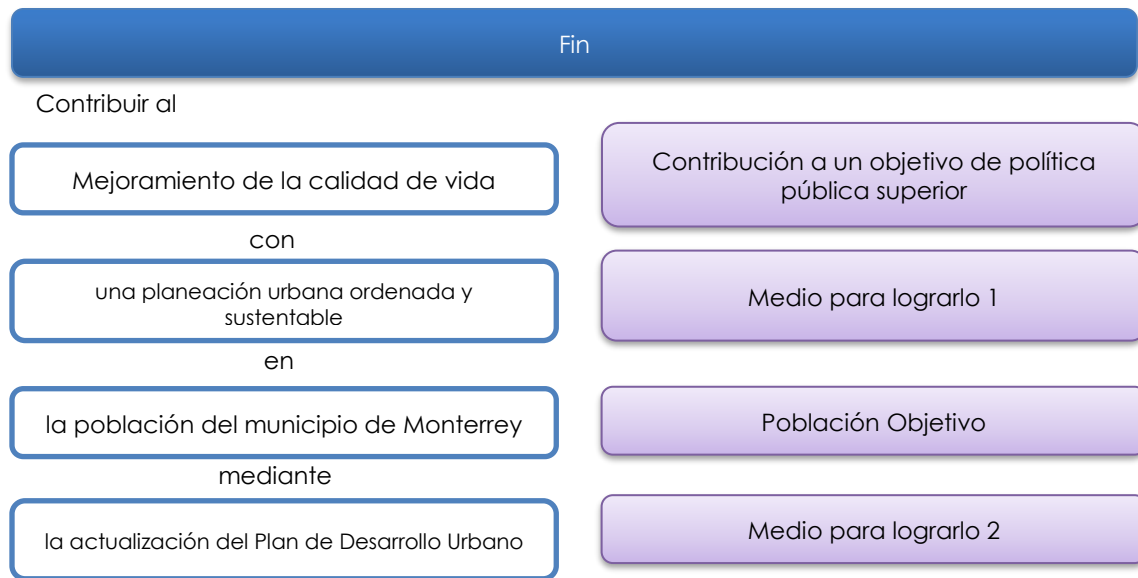 Fin
Contribuir al
Mejoramiento de la calidad de vida
Contribución a un objetivo de política
pública superior
con
una planeación urbana ordenada y
sustentable
Medio para lograrlo 1
en
la población del municipio de Monterrey
Población Objetivo
mediante
la actualización del Plan de Desarrollo Urbano
Medio para lograrlo 2